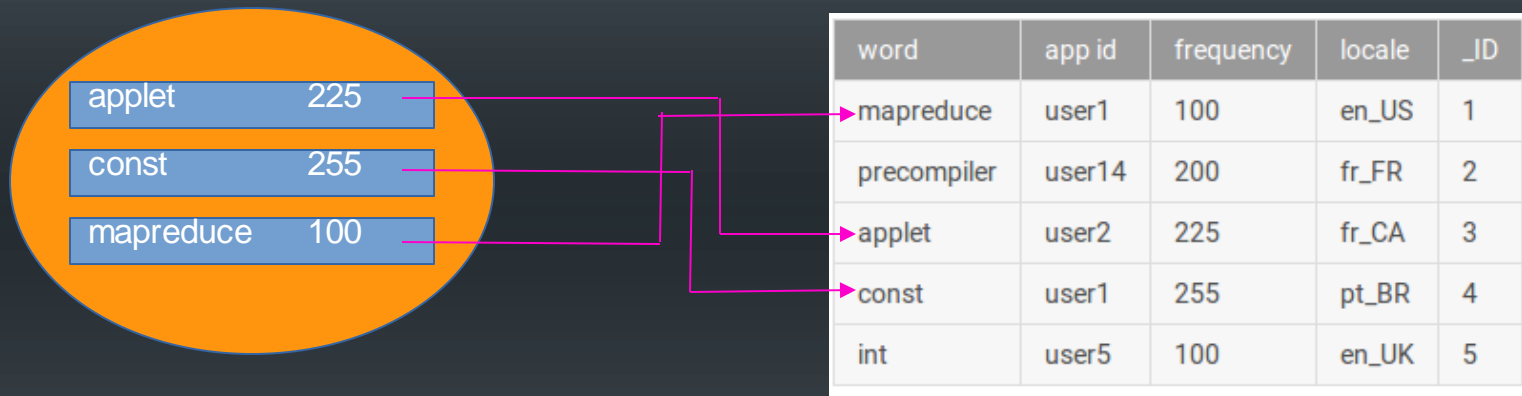 applet 225
const 255
mapreduce 100
word app id frequency locale _ID
mapreduce user1 100 en_US 1
precompiler user14 200 fr_FR 2
applet user2 225 fr_CA 3
const user1 255 pt_BR 4
int user5 100 en_UK 5